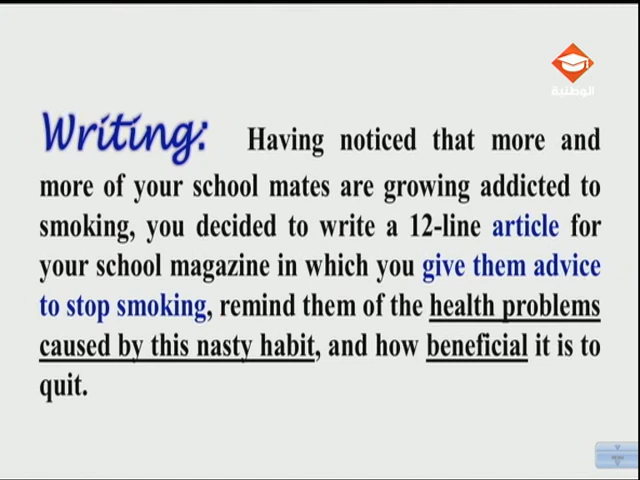 الوطنية
Writing: Having noticed that more and
more of your school mates are growing addicted to
smoking, you decided to write a 12-line article for
your school magazine in which you give them advice
to stop smoking, remind them of the health problems
caused by this nasty habit, and how beneficial it is to
quit.